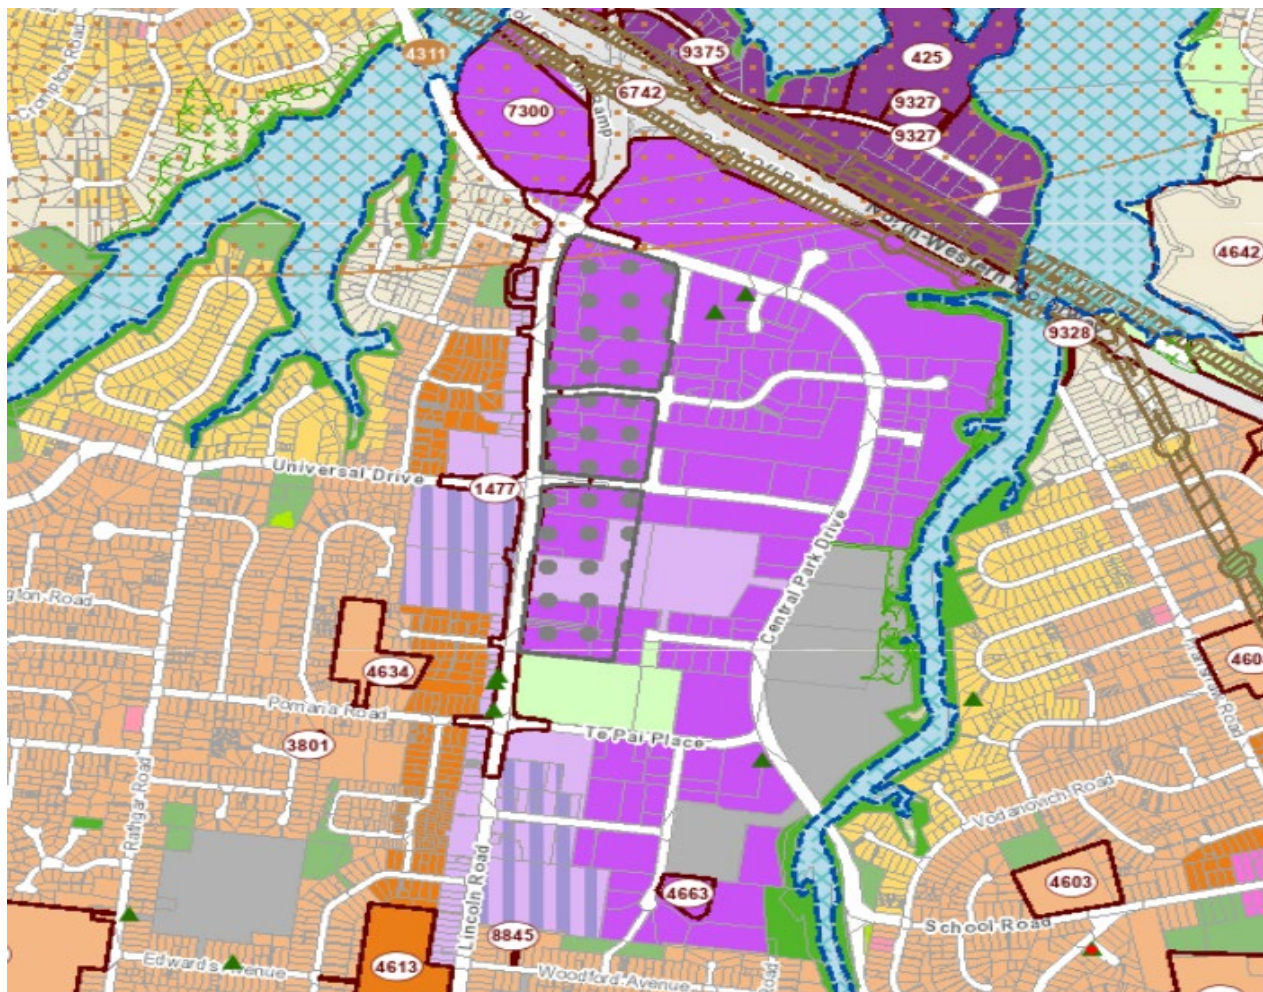 4311
9375
425
6742
9327
7300
9327
4642
North-Western
9328
Universal Drive
1477
Central Park Drive
4634
Pomaria Road
3801
Te Pai Place
Rathgar Road
Vodanovich Road
Lincoln Road
4663
4603
School Road
8845
4613
Edwards Avenue
Woodford Avenue
Road